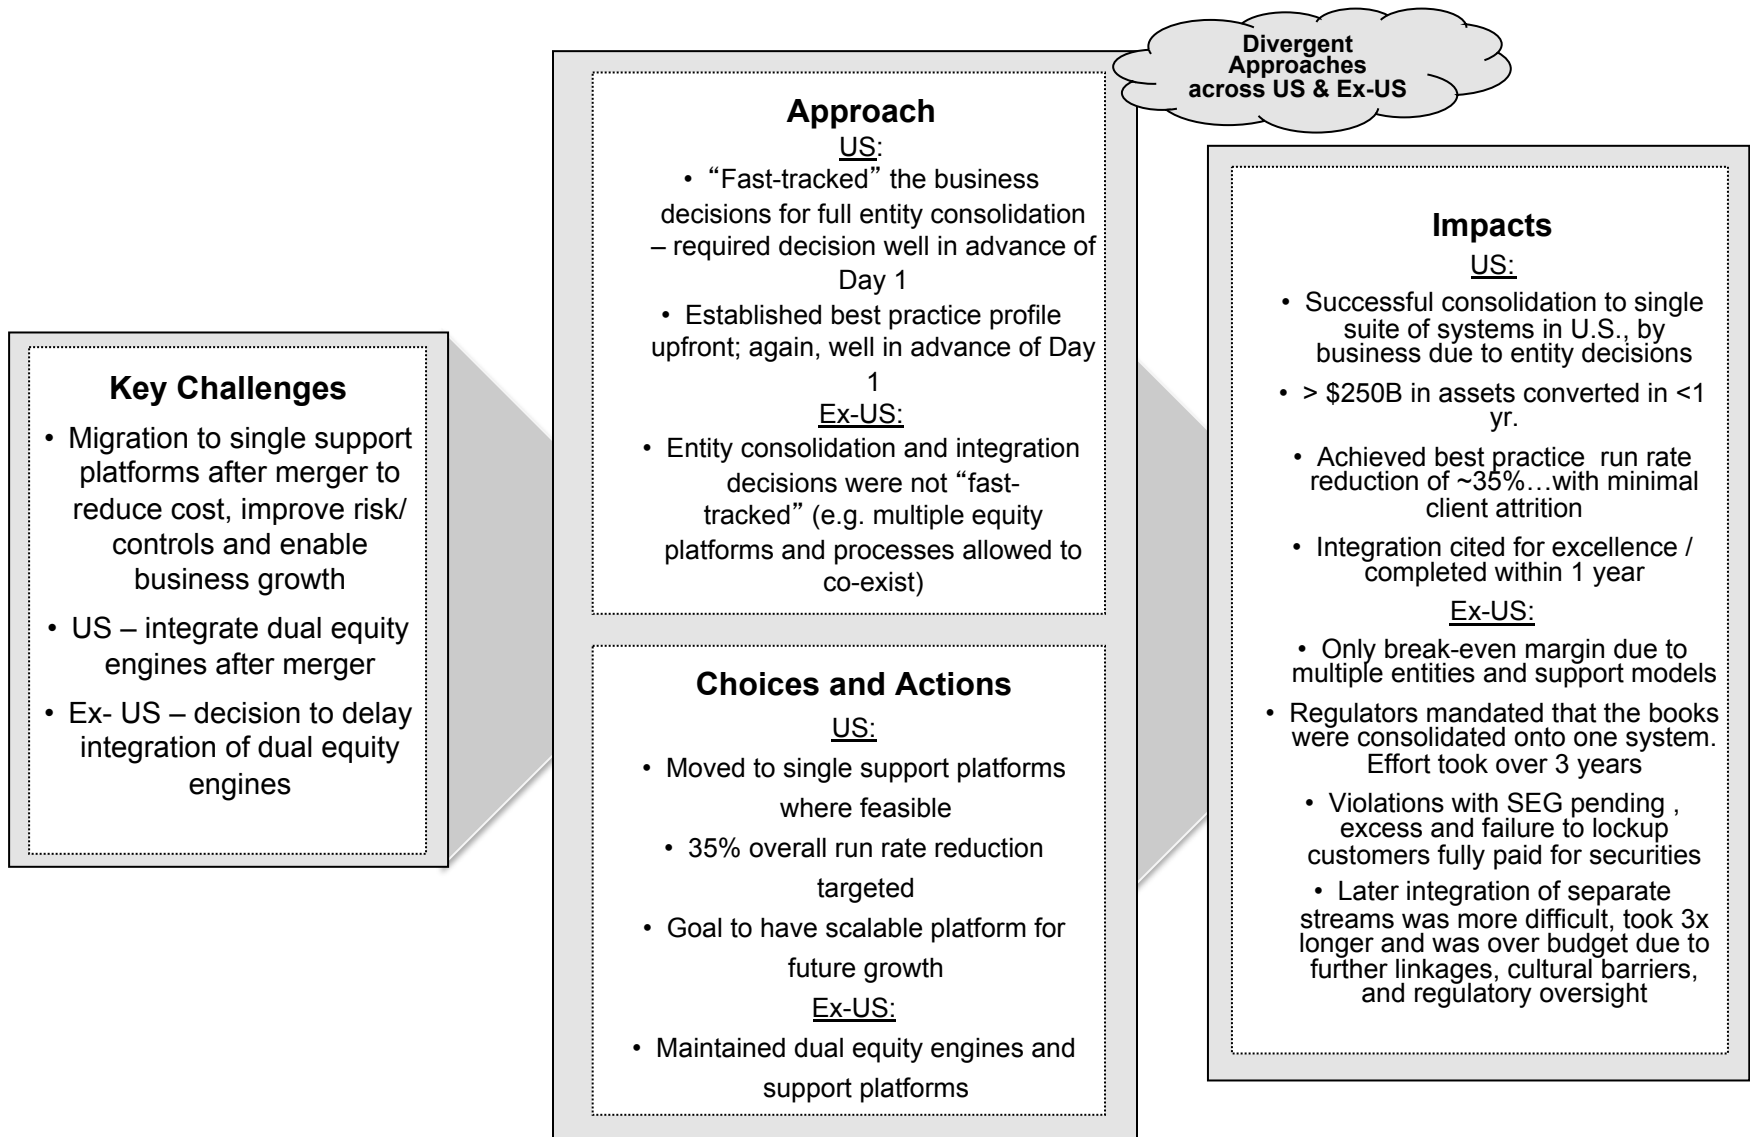 Divergent
Approaches
across US & Ex-US
Key Challenges
• Migration to single support
platforms after merger to
reduce cost, improve risk/
controls and enable
business growth
• US – integrate dual equity
engines after merger
• Ex- US – decision to delay
integration of dual equity
engines
Approach
US:
• “Fast-tracked” the business
decisions for full entity consolidation
– required decision well in advance of
Day 1
• Established best practice profile
upfront; again, well in advance of Day
1
Ex-US:
• Entity consolidation and integration
decisions were not “fast-
tracked” (e.g. multiple equity
platforms and processes allowed to
co-exist)
Choices and Actions
US:
• Moved to single support platforms
where feasible
• 35% overall run rate reduction
targeted
• Goal to have scalable platform for
future growth
Ex-US:
• Maintained dual equity engines and
support platforms
Impacts
US:
• Successful consolidation to single
suite of systems in U.S., by
business due to entity decisions
• > $250B in assets converted in <1
yr.
• Achieved best practice run rate
reduction of ~35%…with minimal
client attrition
• Integration cited for excellence /
completed within 1 year
Ex-US:
• Only break-even margin due to
multiple entities and support models
• Regulators mandated that the books
were consolidated onto one system.
Effort took over 3 years
• Violations with SEG pending ,
excess and failure to lockup
customers fully paid for securities
• Later integration of separate
streams was more difficult, took 3x
longer and was over budget due to
further linkages, cultural barriers,
and regulatory oversight